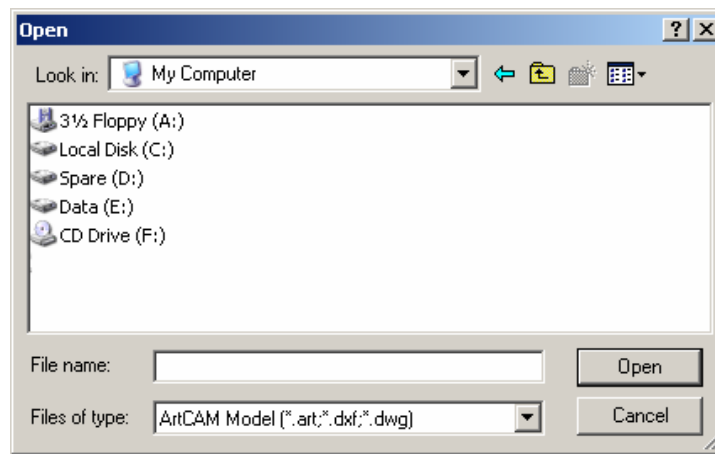 Open
Look in: My Computer
3½ Floppy (A:)
Local Disk (C:)
Spare (D:)
Data (E:)
CD Drive (F:)
File name: Open
Files of type: ArtCAM Model (*.art;*.dxf;*.dwg) Cancel